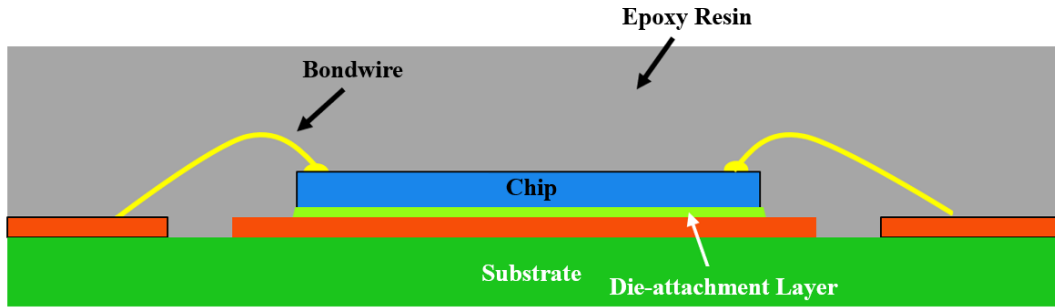 Epoxy Resin
Bondwire
Chip
Substrate
Die-attachment Layer